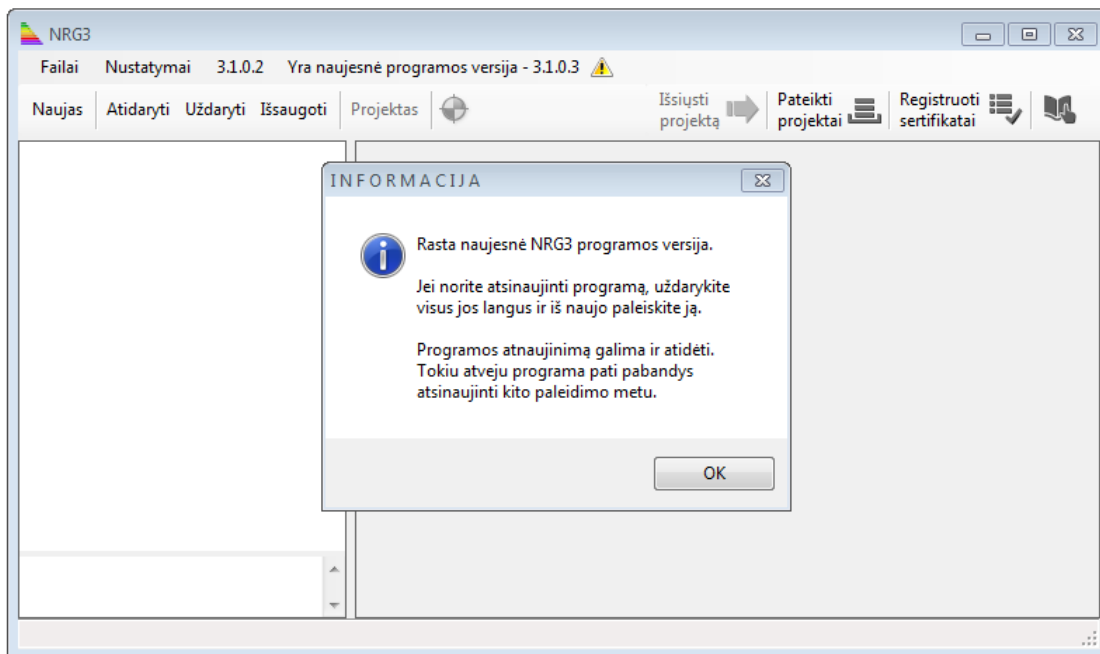 NRG3
Failai Nustatymai 3.1.0.2 Yra naujesnė programos versija - 3.1.0.3
Naujas Atidaryti Uždaryti Išsaugoti Projektas
Išsiųsti
projektą
Pateikti
projektai
Registruoti
sertifikatai
INFORMACIJA
Rasta naujesnė NRG3 programos versija.
Jei norite atsinaujinti programą, uždarykite
visus jos langus ir iš naujo paleiskite ją.
Programos atnaujinimą galima ir atidėti.
Tokiu atveju programa pati pabandys
atsinaujinti kito paleidimo metu.
OK